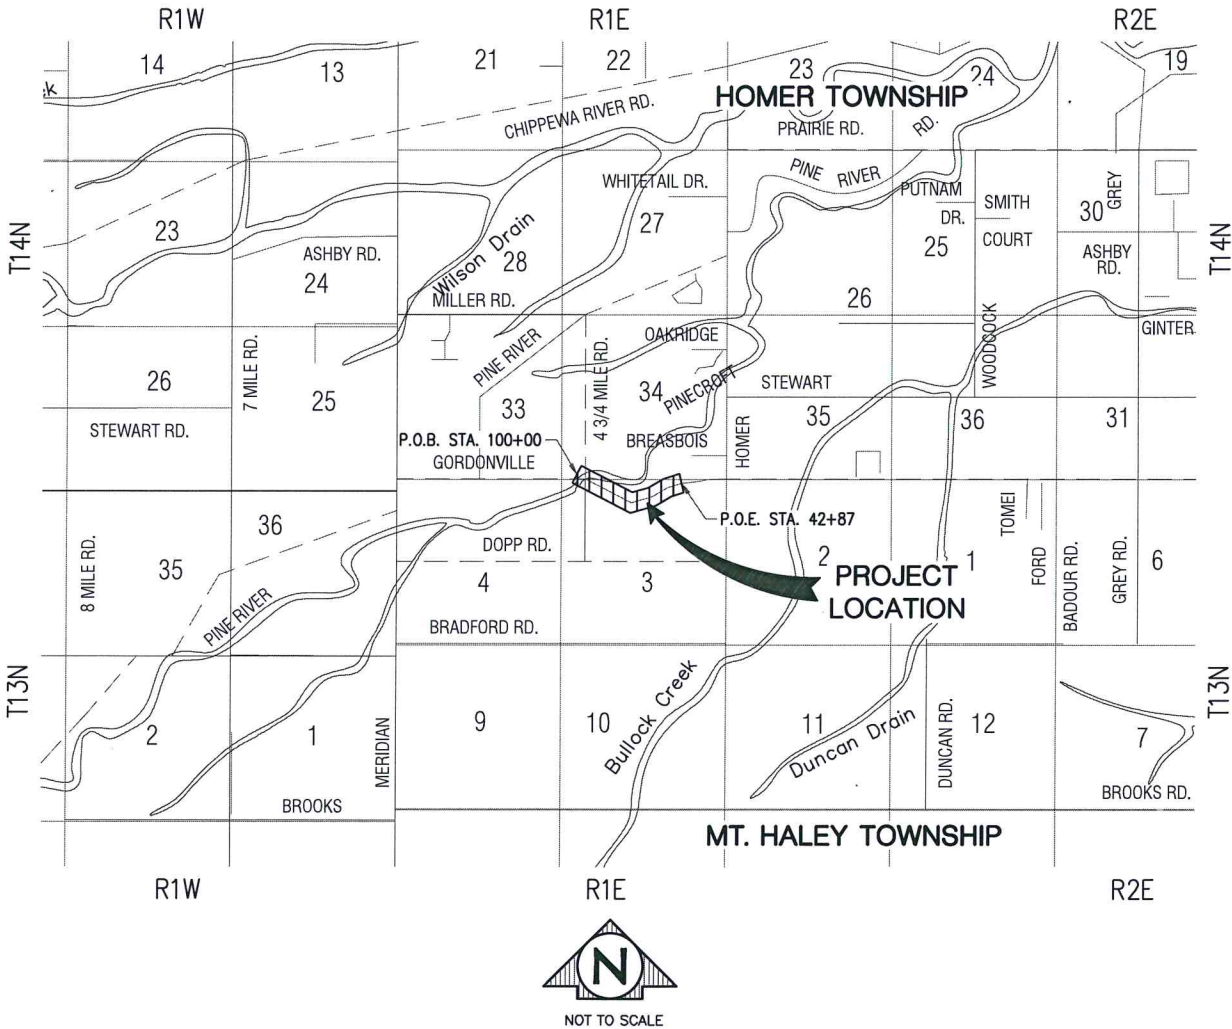 R1W
R1E
R2E
14
13
21
22
23
24
19
HOMER TOWNSHIP
CHIPPEWA RIVER RD.
PRAIRIE RD.
RD.
PINE RIVER
WHITETAIL DR.
PUTNAM
DR.
SMITH
COURT
GREY
30
T14N
23
ASHBY RD.
24
Wilson Drain
28
27
25
ASHBY
RD.
T14N
MILLER RD.
26
WOODCOCK
GINTER
OAKRIDGE
PINE RIVER
4 3/4 MILE RD.
7 MILE RD.
26
25
33
34
PINECROFT
STEWART
35
36
31
STEWART RD.
P.O.B. STA. 100+00
GORDONVILLE
BREASBOIS
HOMER
P.O.E. STA. 42+87
36
8 MILE RD.
35
DOPP RD.
4
3
2
1
TOMEI
FORD
BADOUR RD.
GREY RD.
6
PROJECT
LOCATION
PINE RIVER
BRADFORD RD.
T13N
2
1
MERIDIAN
9
10
Bullock Creek
11
Duncan Drain
DUNCAN RD.
12
7
T13N
BROOKS
BROOKS RD.
MT. HALEY TOWNSHIP
R1W
R1E
R2E
N
NOT TO SCALE